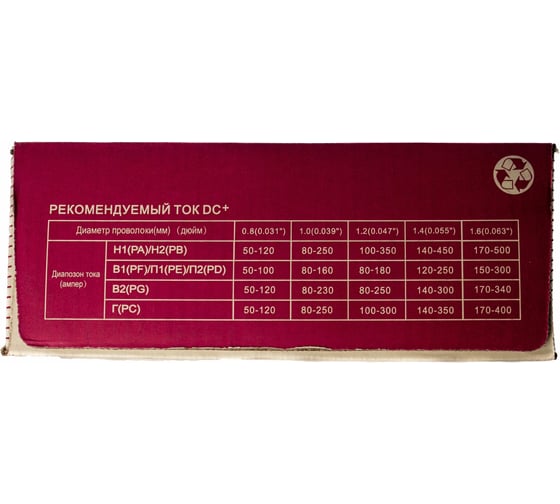 РЕКОМЕНДУЕМЫЙ ТОК DC+
Диаметр проволоки(мм) (дюйм) 0.8(0.031") 1.0(0.039") 1.2(0.047") 1.4(0.055") 1.6(0.063")
Диапозон тока (ампер)
Н1(PA)/Н2(PB) 50-120 80-250 100-350 140-450 170-500
В1(PF)/П1(PE)/П2(PD) 50-100 80-160 80-180 120-250 150-300
В2(PG) 50-120 80-230 80-250 140-300 170-340
Г(PC) 50-120 80-250 100-300 140-350 170-400